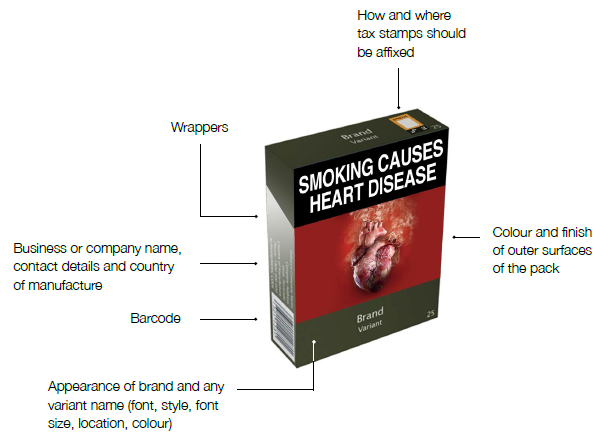 How and where
tax stamps should
be affixed
Wrappers
Brand
Variant
25
SMOKING CAUSES
HEART DISEASE
Business or company name,
contact details and country
of manufacture
Colour and finish
of outer surfaces
of the pack
Barcode
Brand
Variant
25
Appearance of brand and any
variant name (font, style, font
size, location, colour)